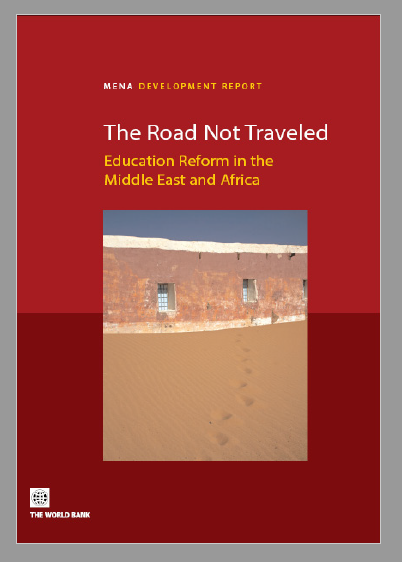 MENA DEVELOPMENT REPORT
The Road Not Traveled
Education Reform in the
Middle East and Africa
THE WORLD BANK